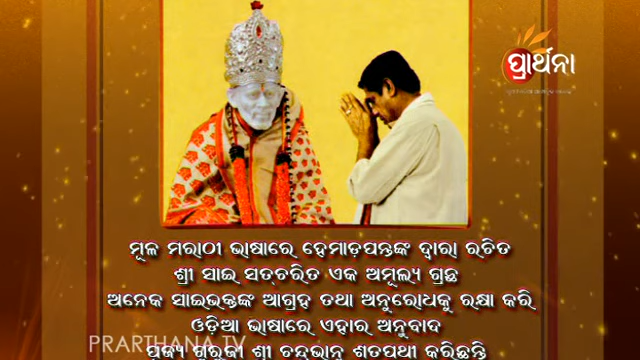 ପ୍ରାର୍ଥନା
ମୂଳ ମରାଠୀ ଭାଷାରେ ହେମାଡ଼ପନ୍ତଙ୍କ ଦ୍ୱାରା ରଚିତ
ଶ୍ରୀ ସାଇ ସତ୍‌ଚରିତ ଏକ ଅମୂଲ୍ୟ ଗ୍ରନ୍ଥ
ଅନେକ ସାଇଭକ୍ତଙ୍କ ଆଗ୍ରହ ତଥା ଅନୁରୋଧକୁ ରକ୍ଷା କରି
ଓଡ଼ିଆ ଭାଷାରେ ଏହାର ଅନୁବାଦ
PRARTHANA.TV
ପୂଜ୍ୟ ଗୁରୁଜୀ ଶ୍ରୀ ଚନ୍ଦ୍ରଭାନୁ ଶତପଥୀ କରିଛନ୍ତି